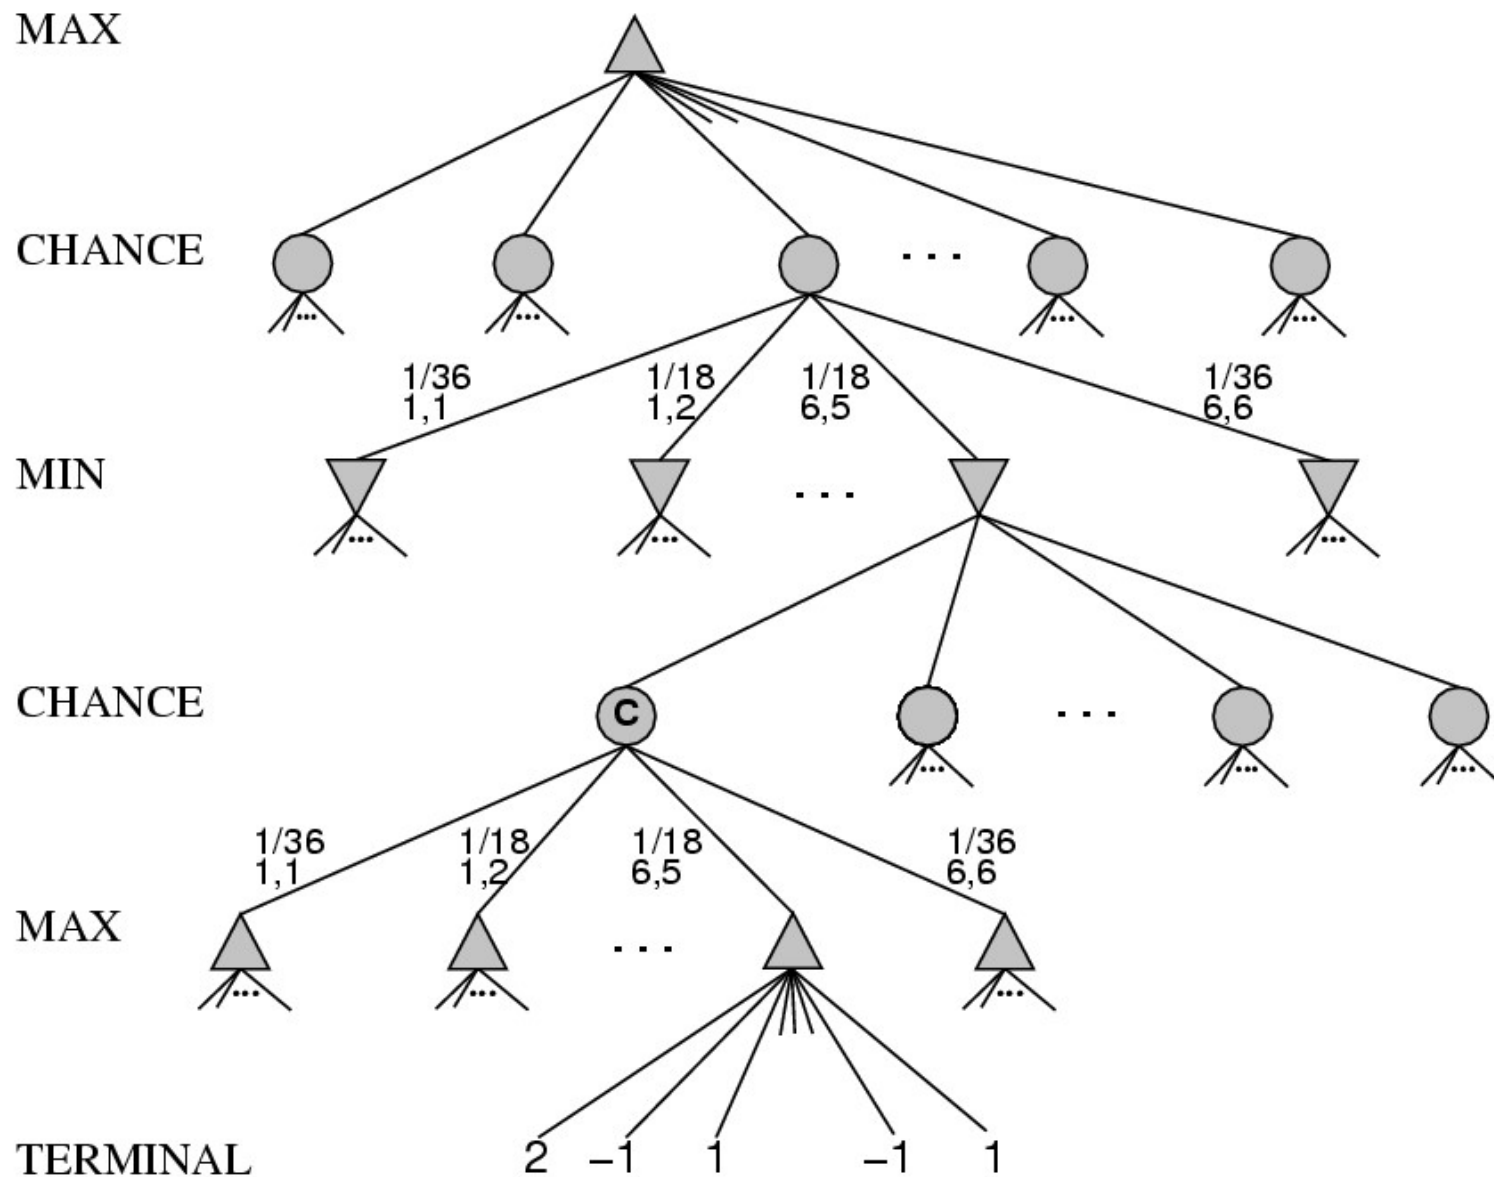 MAX
CHANCE
. . .
... ... ... ... ...
1/36 1/18 1/18 1/36
1,1 1,2 6,5 6,6
MIN
. . .
... ... ...
CHANCE
C
. . .
... ... ...
1/36 1/18 1/18 1/36
1,1 1,2 6,5 6,6
MAX
. . .
... ... ...
TERMINAL 2 –1 1 –1 1